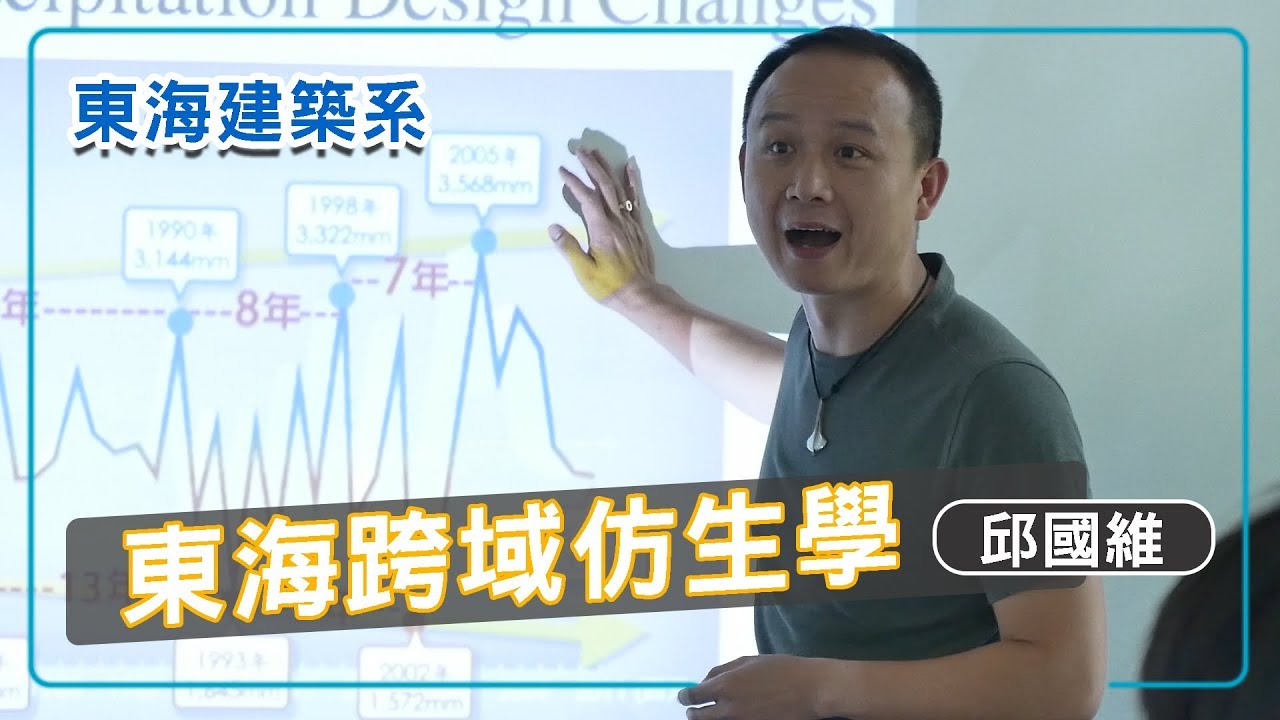 Precipitation Design Changes
東海建築系
2005年
3,568mm
1998年
3,322mm
1990年
3,144mm
7年
8年
年
東海跨域仿生學
邱國維
13年
1993年
1,645mm
2002年
1,572mm